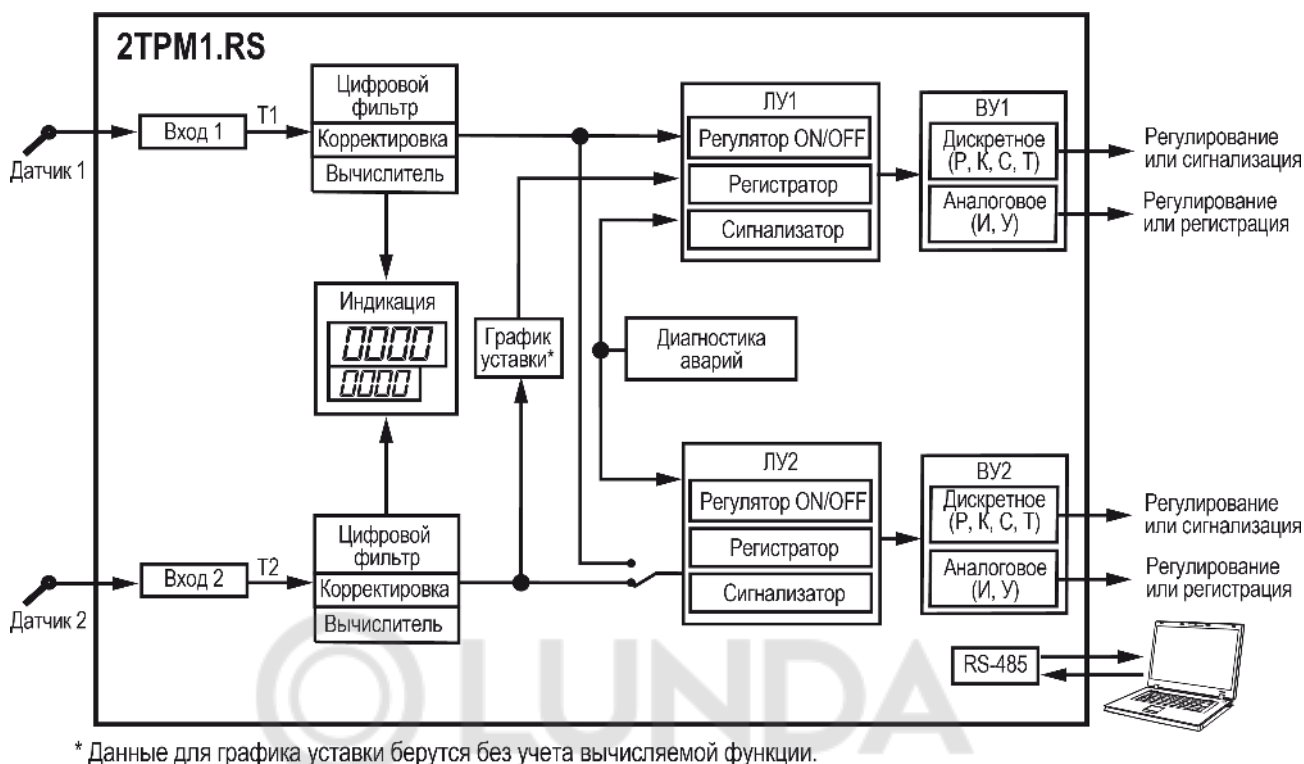 2ТРМ1.RS
Датчик 1
Вход 1
Т1
Цифровой
фильтр
Корректировка
Вычислитель
ЛУ1
Регулятор ON/OFF
Регистратор
Сигнализатор
ВУ1
Дискретное
(Р, К, С, Т)
Аналоговое
(И, У)
Регулирование
или сигнализация
Регулирование
или регистрация
Индикация
0000
0000
График
уставки*
Диагностика
аварий
Датчик 2
Вход 2
Т2
Цифровой
фильтр
Корректировка
Вычислитель
ЛУ2
Регулятор ON/OFF
Регистратор
Сигнализатор
ВУ2
Дискретное
(Р, К, С, Т)
Аналоговое
(И, У)
Регулирование
или сигнализация
Регулирование
или регистрация
RS-485
LUNDA
* Данные для графика уставки берутся без учета вычисляемой функции.